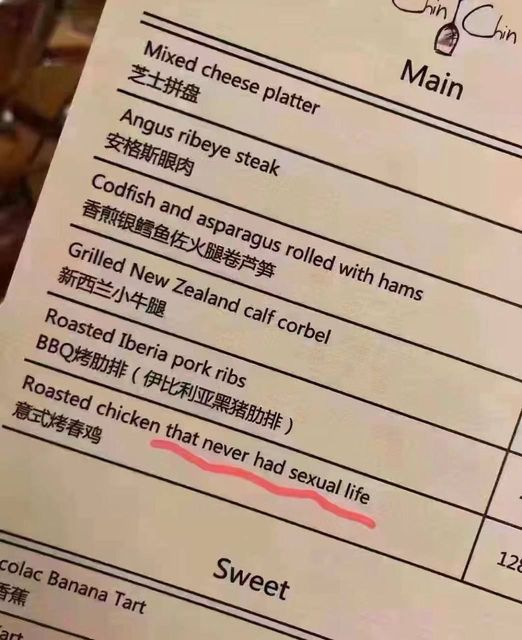 Chin Chin
Main
Mixed cheese platter
芝士拼盘
Angus ribeye steak
安格斯眼肉
Codfish and asparagus rolled with hams
香煎银鳕鱼佐火腿卷芦笋
Grilled New Zealand calf corbel
新西兰小牛腿
Roasted Iberia pork ribs
BBQ烤肋排（伊比利亚黑猪肋排）
Roasted chicken that never had sexual life
意式烤春鸡
128
Sweet
colac Banana Tart
香蕉